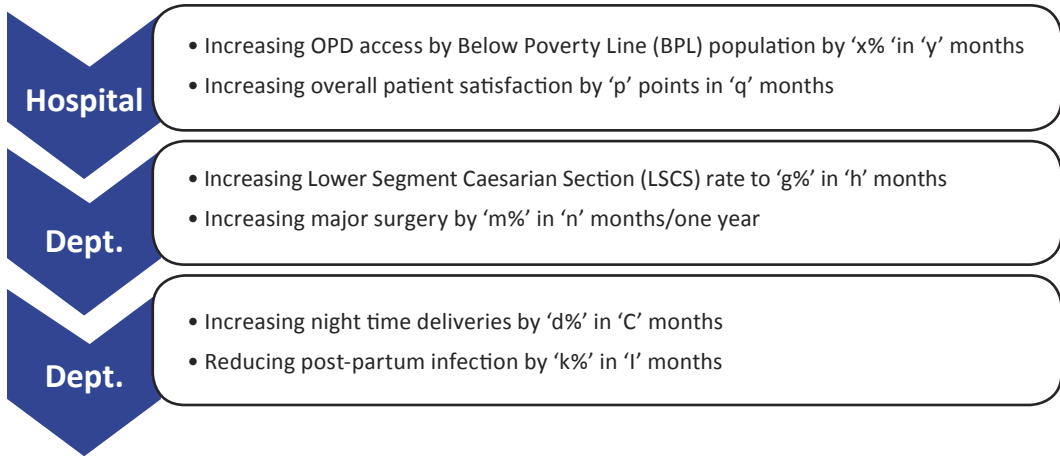 Hospital
• Increasing OPD access by Below Poverty Line (BPL) population by ‘x% ‘in ‘y’ months
• Increasing overall patient satisfaction by ‘p’ points in ‘q’ months
Dept.
• Increasing Lower Segment Caesarian Section (LSCS) rate to ‘g%’ in ‘h’ months
• Increasing major surgery by ‘m%’ in ‘n’ months/one year
Dept.
• Increasing night time deliveries by ‘d%’ in ‘C’ months
• Reducing post-partum infection by ‘k%’ in ‘I’ months